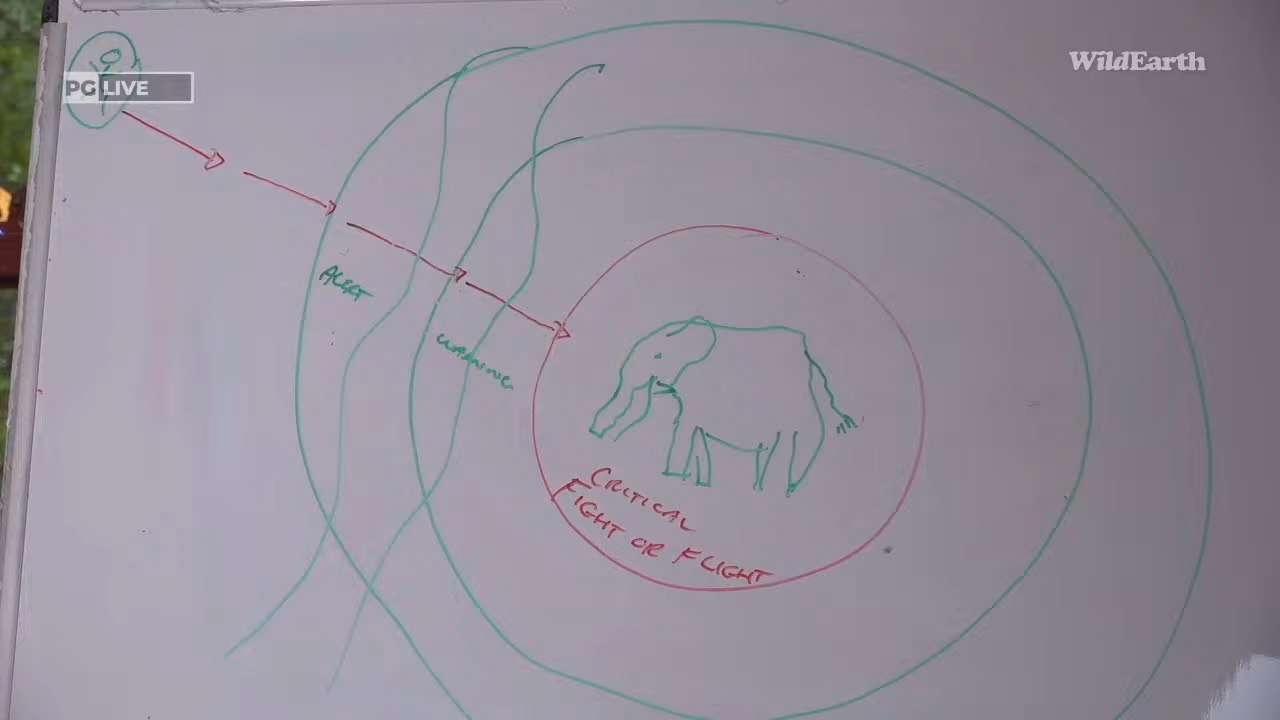 PG LIVE
WildEarth
ALERT
WARNING
CRITICAL
FIGHT OR FLIGHT